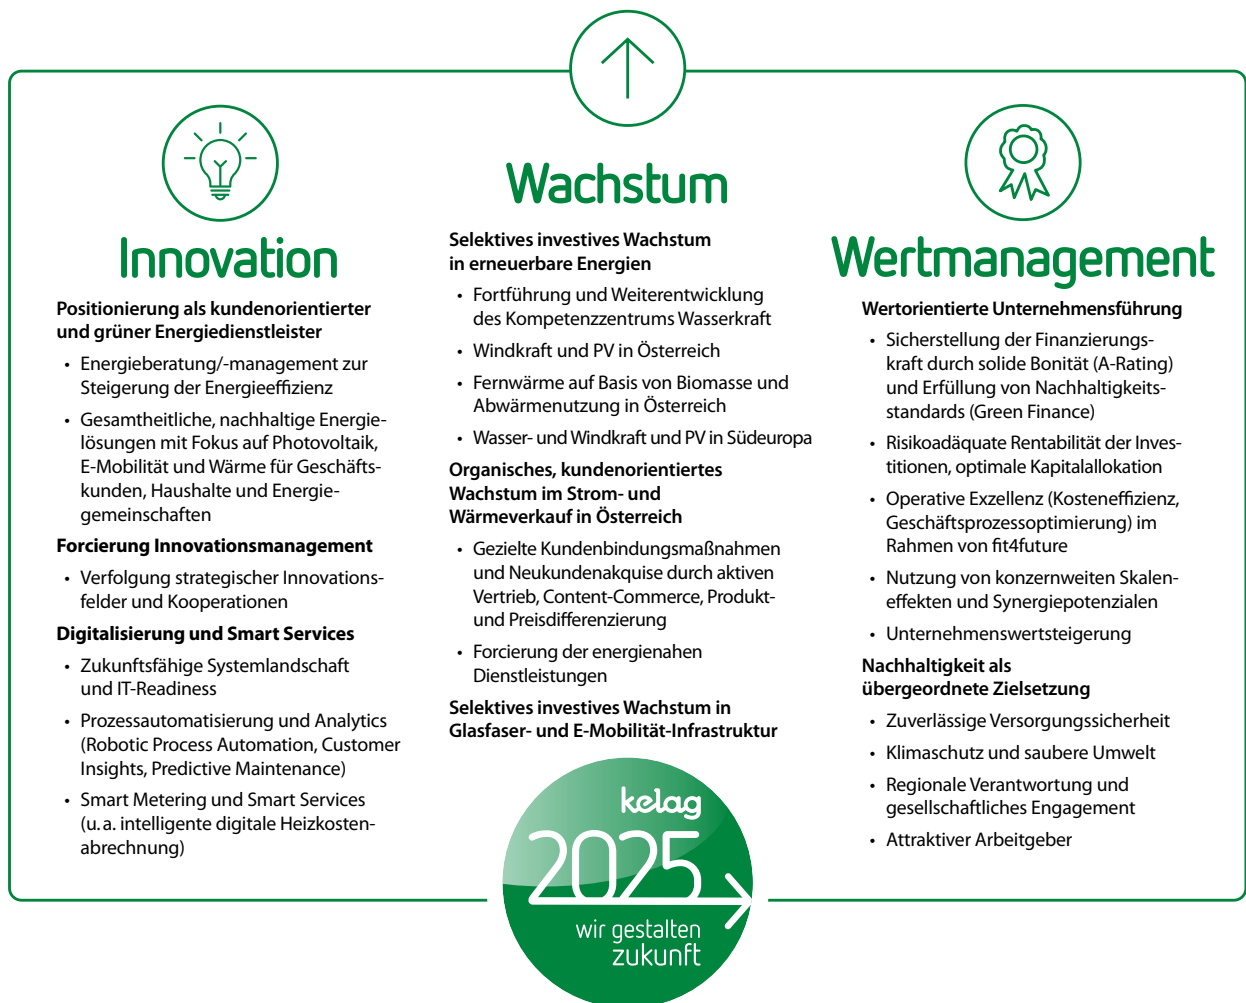 Innovation
Positionierung als kundenorientierter
und grüner Energiedienstleister
• Energieberatung/-management zur
Steigerung der Energieeffizienz
• Gesamtheitliche, nachhaltige Energie-
lösungen mit Fokus auf Photovoltaik,
E-Mobilität und Wärme für Geschäfts-
kunden, Haushalte und Energie-
gemeinschaften
Forcierung Innovationsmanagement
• Verfolgung strategischer Innovations-
felder und Kooperationen
Digitalisierung und Smart Services
• Zukunftsfähige Systemlandschaft
und IT-Readiness
• Prozessautomatisierung und Analytics
(Robotic Process Automation, Customer
Insights, Predictive Maintenance)
• Smart Metering und Smart Services
(u. a. intelligente digitale Heizkosten-
abrechnung)
Wachstum
Selektives investives Wachstum
in erneuerbare Energien
• Fortführung und Weiterentwicklung
des Kompetenzzentrums Wasserkraft
• Windkraft und PV in Österreich
• Fernwärme auf Basis von Biomasse und
Abwärmenutzung in Österreich
• Wasser- und Windkraft und PV in Südeuropa
Organisches, kundenorientiertes
Wachstum im Strom- und
Wärmeverkauf in Österreich
• Gezielte Kundenbindungsmaßnahmen
und Neukundenakquise durch aktiven
Vertrieb, Content-Commerce, Produkt-
und Preisdifferenzierung
• Forcierung der energienahen
Dienstleistungen
Selektives investives Wachstum in
Glasfaser- und E-Mobilität-Infrastruktur
kelag
2025
wir gestalten
zukunft
Wertmanagement
Wertorientierte Unternehmensführung
• Sicherstellung der Finanzierungs-
kraft durch solide Bonität (A-Rating)
und Erfüllung von Nachhaltigkeits-
standards (Green Finance)
• Risikoadäquate Rentabilität der Inves-
titionen, optimale Kapitalallokation
• Operative Exzellenz (Kosteneffizienz,
Geschäftsprozessoptimierung) im
Rahmen von fit4future
• Nutzung von konzernweiten Skalen-
effekten und Synergiepotenzialen
• Unternehmenswertsteigerung
Nachhaltigkeit als
übergeordnete Zielsetzung
• Zuverlässige Versorgungssicherheit
• Klimaschutz und saubere Umwelt
• Regionale Verantwortung und
gesellschaftliches Engagement
• Attraktiver Arbeitgeber